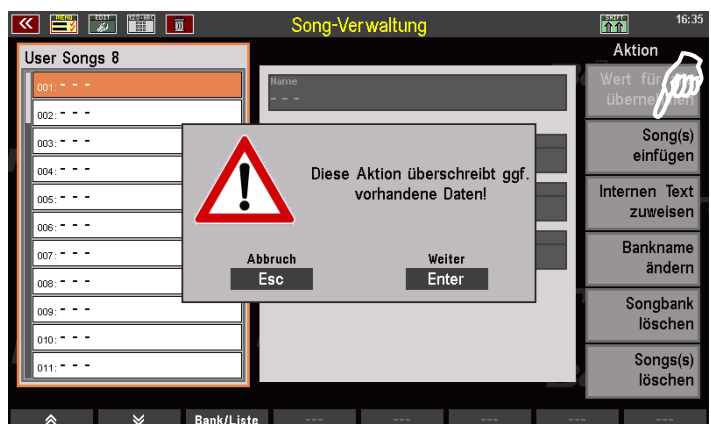 MENU
EDIT
Song-Verwaltung
SHIFT
16:35
User Songs 8
001: - - -
002: - - -
003: - - -
004: - - -
005: - - -
006: - - -
007: - - -
008: - - -
009: - - -
010: - - -
011: - - -
Name
- - -
Diese Aktion überschreibt ggf.
vorhandene Daten!
Abbruch
Esc
Weiter
Enter
Aktion
Wert für
Song(s)
einfügen
Internen Text
zuweisen
Bankname
ändern
Songbank
löschen
Songs(s)
löschen
Bank/Liste
--- --- --- --- ---